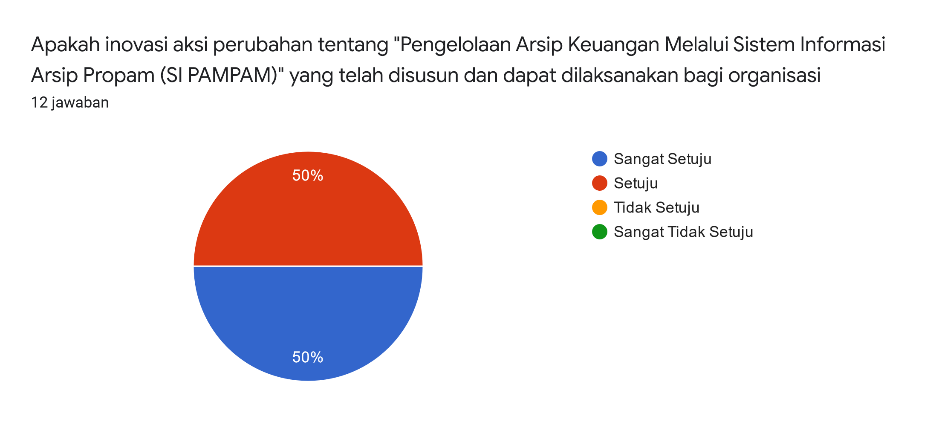 Apakah inovasi aksi perubahan tentang "Pengelolaan Arsip Keuangan Melalui Sistem Informasi
Arsip Propam (SI PAMPAM)" yang telah disusun dan dapat dilaksanakan bagi organisasi
12 jawaban
50%
50%
Sangat Setuju
Setuju
Tidak Setuju
Sangat Tidak Setuju